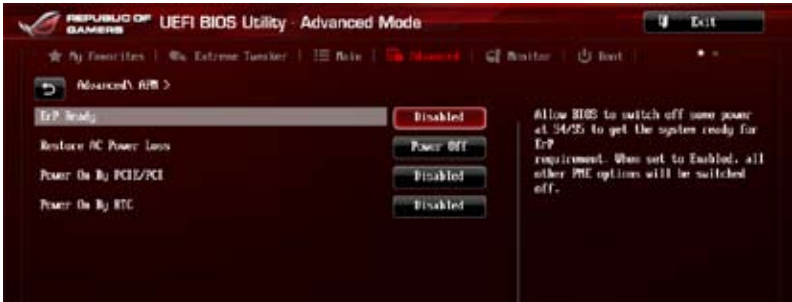 REPUBLIC OF GAMERS UEFI BIOS Utility - Advanced Mode
Exit
My Favorites | Extreme Tweaker | Main | Advanced | Monitor | Boot
Advanced\ APM >
ErP Ready Disabled
Restore AC Power Loss Power Off
Power On By PCIE/PCI Disabled
Power On By RTC Disabled
Allow BIOS to switch off some power
at S4/S5 to get the system ready for
ErP
requirement. When set to Enabled, all
other PME options will be switched
off.